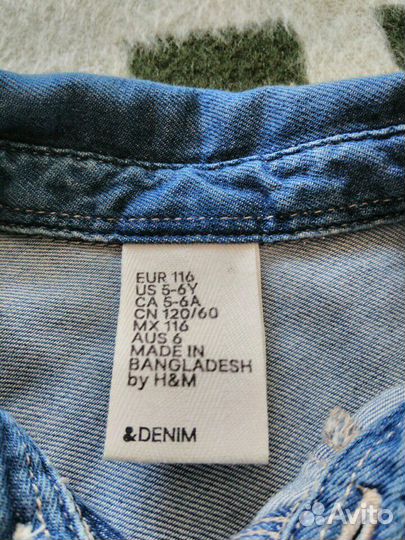 EUR 116
US 5-6Y
CA 5-6A
CN 120/60
MX 116
AUS 6
MADE IN
BANGLADESH
by H&M
&DENIM
Avito